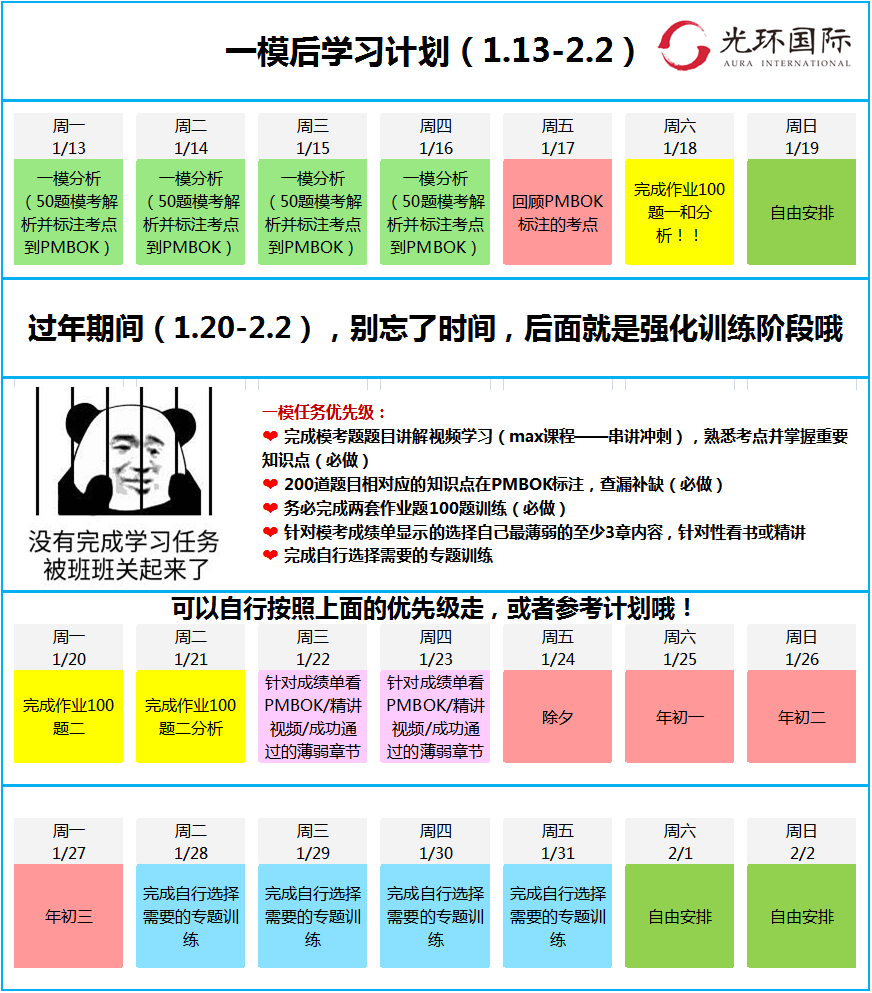 一模后学习计划（1.13-2.2）
光环国际
AURA INTERNATIONAL
周一 周二 周三 周四 周五 周六 周日
1/13 1/14 1/15 1/16 1/17 1/18 1/19
一模分析
（50题模考解
析并标注考点
到PMBOK）
一模分析
（50题模考解
析并标注考点
到PMBOK）
一模分析
（50题模考解
析并标注考点
到PMBOK）
一模分析
（50题模考解
析并标注考点
到PMBOK）
回顾PMBOK
标注的考点
完成作业100
题一和分
析！！
自由安排
过年期间（1.20-2.2），别忘了时间，后面就是强化训练阶段哦
没有完成学习任务
被班班关起来了
一模任务优先级：
❤ 完成模考题题目讲解视频学习（max课程——串讲冲刺），熟悉考点并掌握重要
知识点（必做）
❤ 200道题目相对应的知识点在PMBOK标注，查漏补缺（必做）
❤ 务必完成两套作业题100题训练（必做）
❤ 针对模考成绩单显示的选择自己最薄弱的至少3章内容，针对性看书或精讲
❤ 完成自行选择需要的专题训练
可以自行按照上面的优先级走，或者参考计划哦！
周一 周二 周三 周四 周五 周六 周日
1/20 1/21 1/22 1/23 1/24 1/25 1/26
完成作业100
题二
完成作业100
题二分析
针对成绩单看
PMBOK/精讲
视频/成功通
过的薄弱章节
针对成绩单看
PMBOK/精讲
视频/成功通
过的薄弱章节
除夕
年初一
年初二
周一 周二 周三 周四 周五 周六 周日
1/27 1/28 1/29 1/30 1/31 2/1 2/2
年初三
完成自行选择
需要的专题训
练
完成自行选择
需要的专题训
练
完成自行选择
需要的专题训
练
完成自行选择
需要的专题训
练
自由安排
自由安排